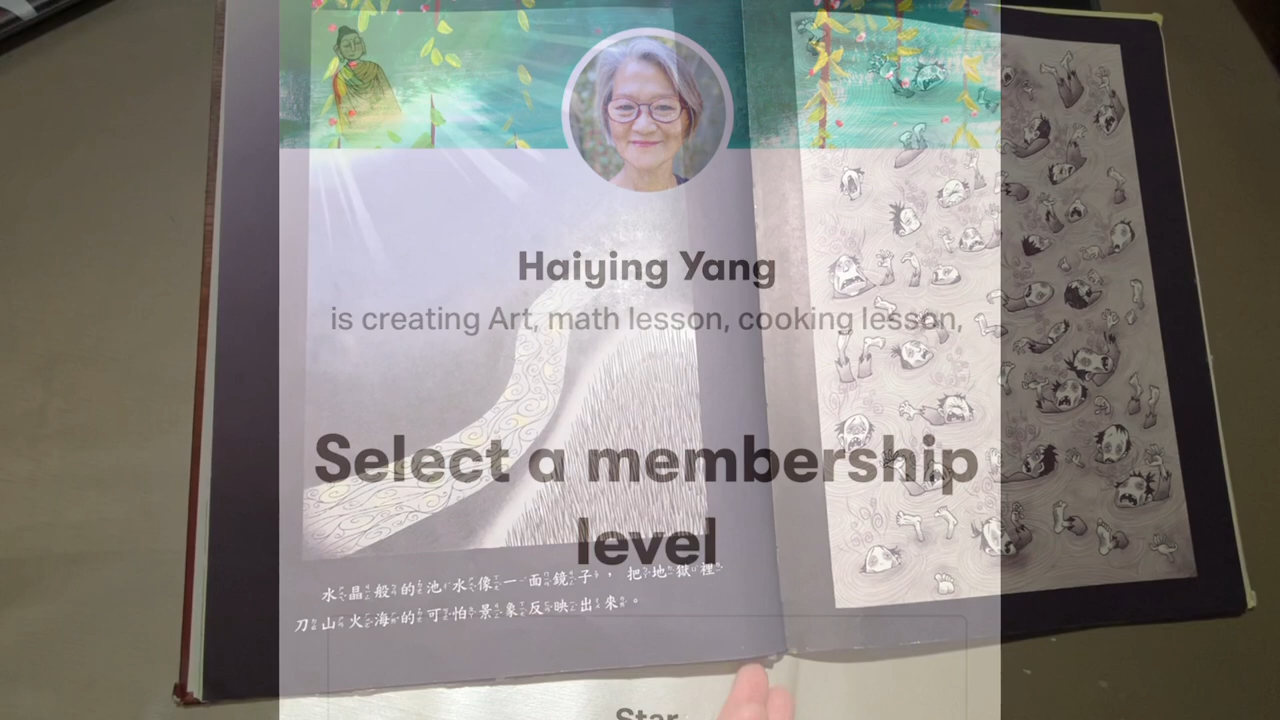 Haiying Yang
is creating Art, math lesson, cooking lesson,
Select a membership
level
水晶般的池水像一面鏡子，把地獄裡
刀山火海的可怕景象反映出來。
Star